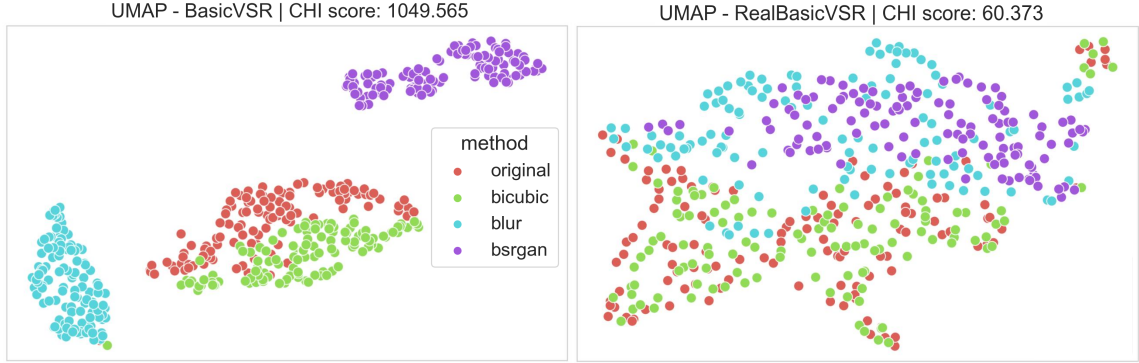 UMAP - BasicVSR | CHI score: 1049.565
UMAP - RealBasicVSR | CHI score: 60.373
method
original
bicubic
blur
bsrgan